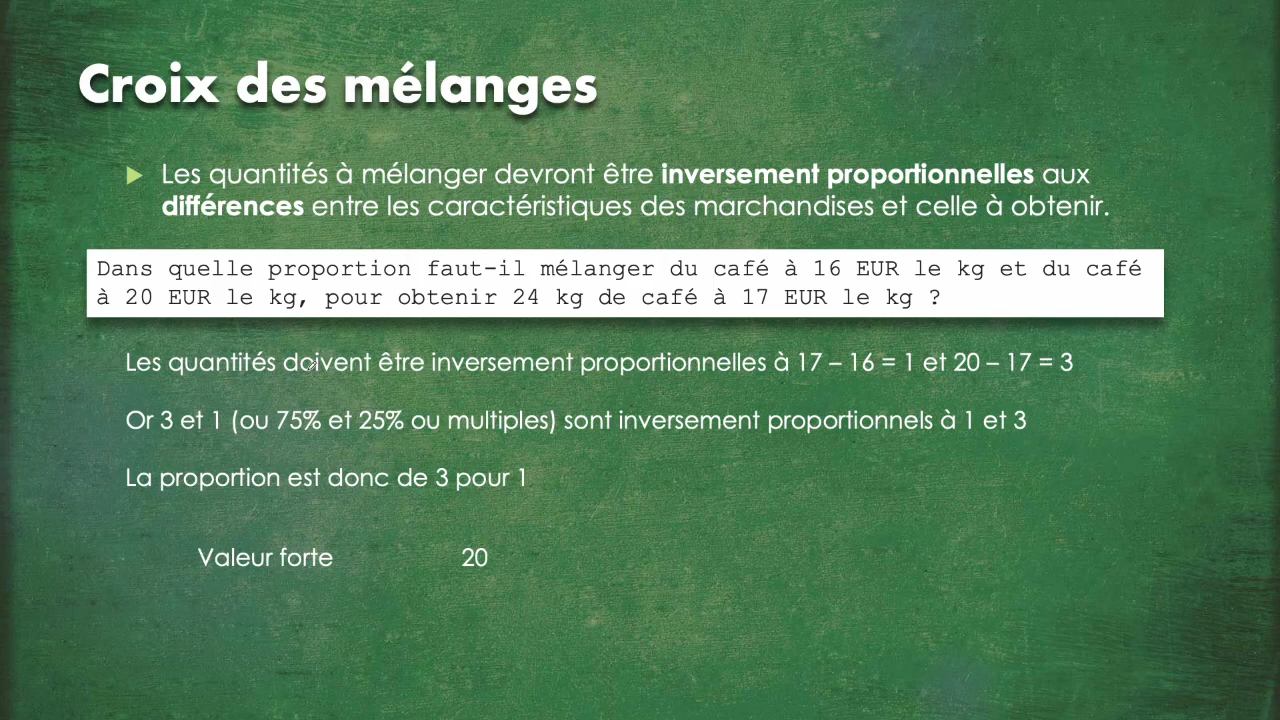 Croix des mélanges
Les quantités à mélanger devront être inversement proportionnelles aux
différences entre les caractéristiques des marchandises et celle à obtenir.
Dans quelle proportion faut-il mélanger du café à 16 EUR le kg et du café
à 20 EUR le kg, pour obtenir 24 kg de café à 17 EUR le kg ?
Les quantités doivent être inversement proportionnelles à 17 – 16 = 1 et 20 – 17 = 3
Or 3 et 1 (ou 75% et 25% ou multiples) sont inversement proportionnels à 1 et 3
La proportion est donc de 3 pour 1
Valeur forte 20